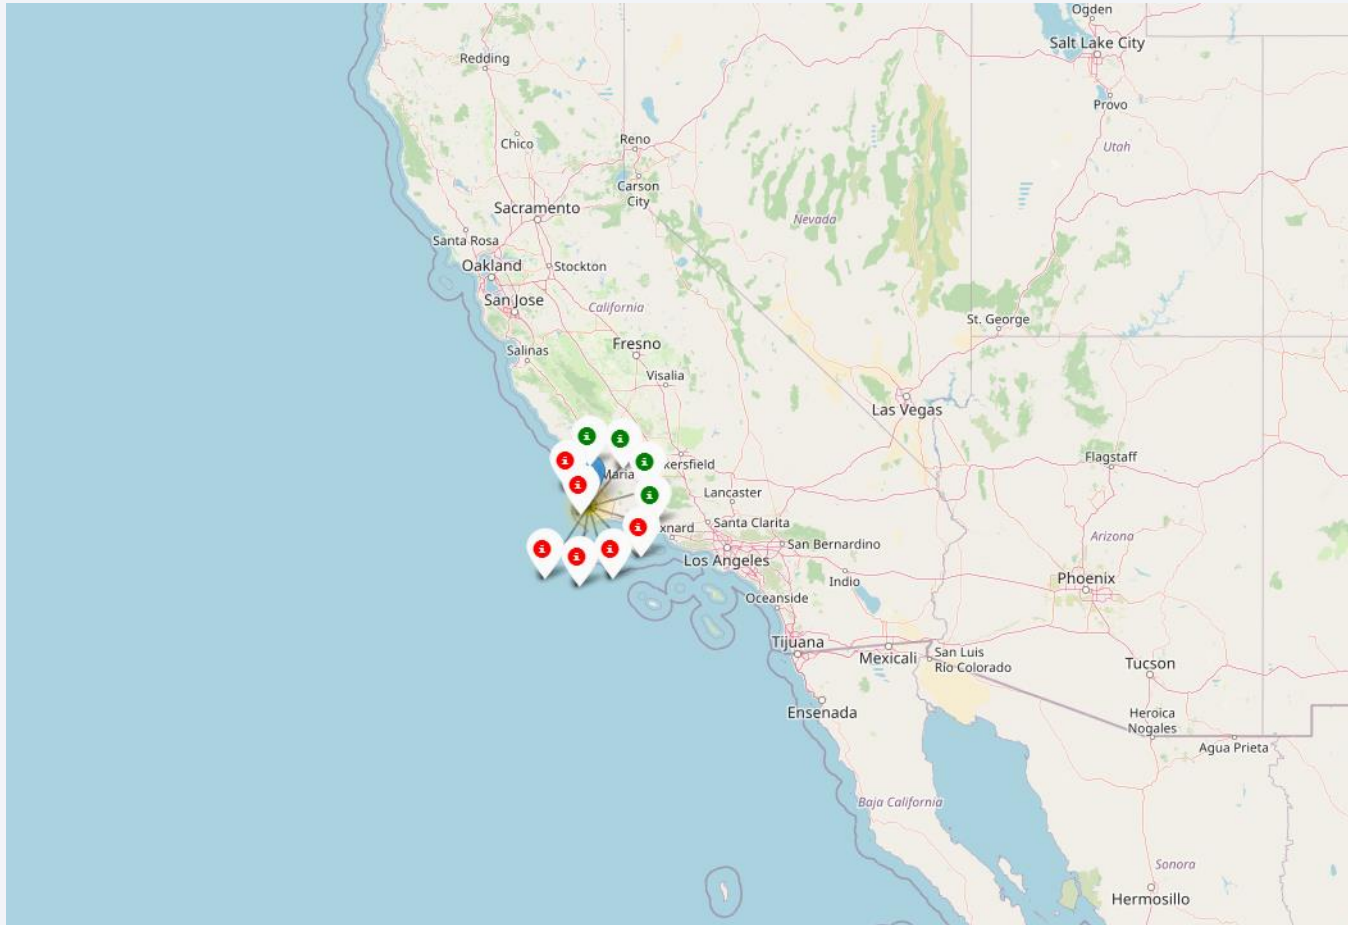 Ogden
Salt Lake City
Redding
Provo
Reno
Chico
Utah
Carson
City
Sacramento
Nevada
Santa Rosa
Oakland
Stockton
San Jose
California
St. George
Fresno
Salinas
Visalia
Las Vegas
Flagstaff
kersfield
Maria
Lancaster
Santa Clarita
xnard
Arizona
San Bernardino
Los Angeles
Phoenix
Indio
Oceanside
Tijuana
Mexicali
San Luis
Río Colorado
Tucson
Ensenada
Heroica
Nogales
Agua Prieta
Baja California
Sonora
Hermosillo
i
i
i
i
i
i
i
i
i
i